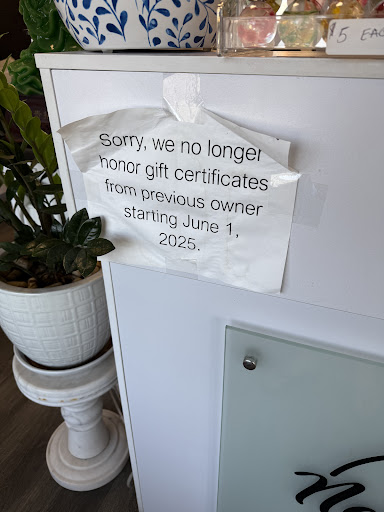 $5 EAC
Sorry, we no longer
honor gift certificates
from previous owner
starting June 1,
2025.